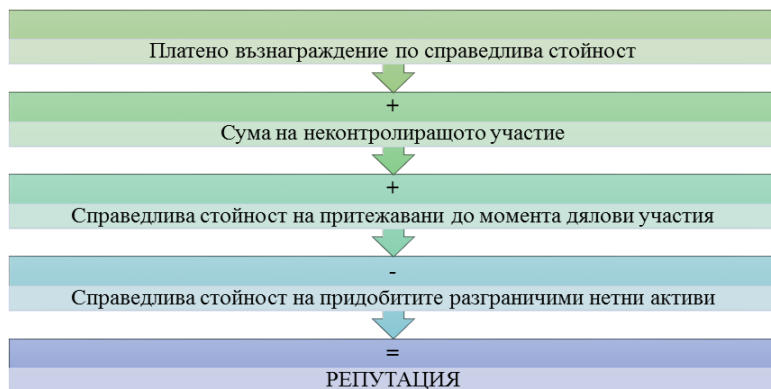 Платено възнаграждение по справедлива стойност
+
Сума на неконтролиращото участие
+
Справедлива стойност на притежавани до момента дялови участия
-
Справедлива стойност на придобитите разграничими нетни активи
=
РЕПУТАЦИЯ